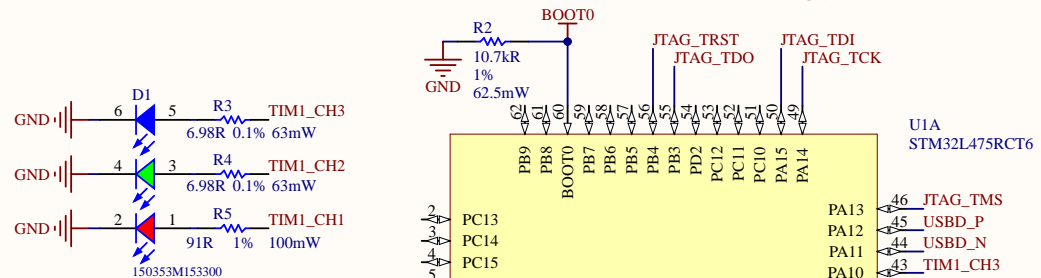 BOOT0
R2
10.7kR
1%
62.5mW
GND
JTAG_TRST
JTAG_TDO
JTAG_TDI
JTAG_TCK
D1
GND 6 5 R3 TIM1_CH3
6.98R 0.1% 63mW
GND 4 3 R4 TIM1_CH2
6.98R 0.1% 63mW
GND 2 1 R5 TIM1_CH1
91R 1% 100mW
150353M153300
62 61 60 59 58 57 56 55 54 53 52 51 50 49
PB9 PB8 BOOT0 PB7 PB6 PB5 PB4 PB3 PD2 PC12 PC11 PC10 PA15 PA14
U1A
STM32L475RCT6
2 PC13
3 PC14
4 PC15
5
PA13 46 JTAG_TMS
PA12 45 USBD_P
PA11 44 USBD_N
PA10 43 TIM1_CH3